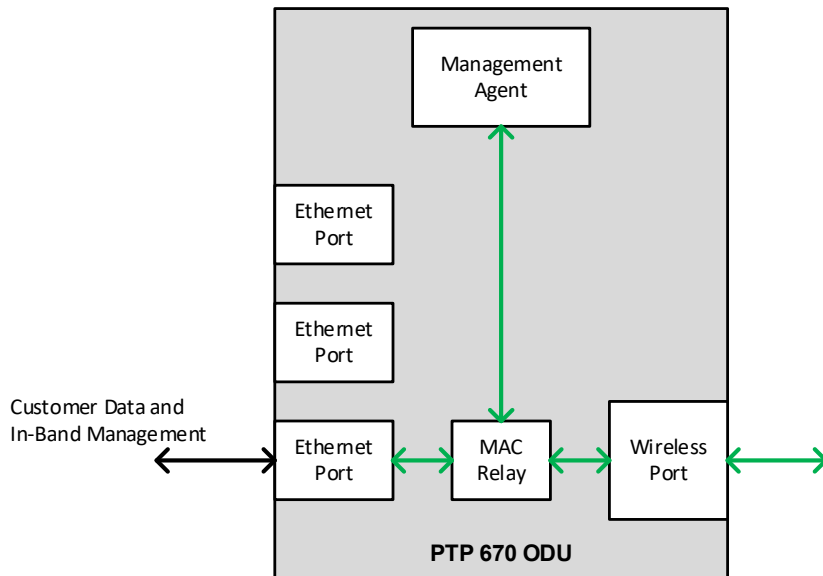 Management
Agent
Ethernet
Port
Ethernet
Port
Customer Data and
In-Band Management
Ethernet
Port
MAC
Relay
Wireless
Port
PTP 670 ODU